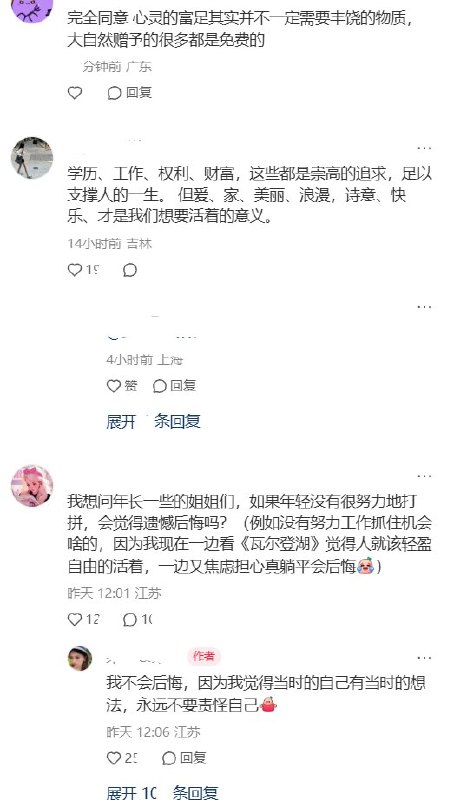 完全同意 心灵的富足其实并不一定需要丰饶的物质，
大自然赠予的很多都是免费的
分钟前 广东
回复
学历、工作、权利、财富，这些都是崇高的追求，足以
支撑人的一生。 但爱、家、美丽、浪漫，诗意、快
乐、才是我们想要活着的意义。
14小时前 吉林
4小时前 上海
赞 回复
展开 条回复
我想问年长一些的姐姐们，如果年轻没有很努力地打
拼，会觉得遗憾后悔吗？（例如没有努力工作抓住机会
啥的，因为我现在一边看《瓦尔登湖》觉得人就该轻盈
自由的活着，一边又焦虑担心真躺平会后悔）
昨天 12:01 江苏
12
作者
我不会后悔，因为我觉得当时的自己有当时的想
法，永远不要责怪自己
昨天 12:06 江苏
回复
展开 10 条回复